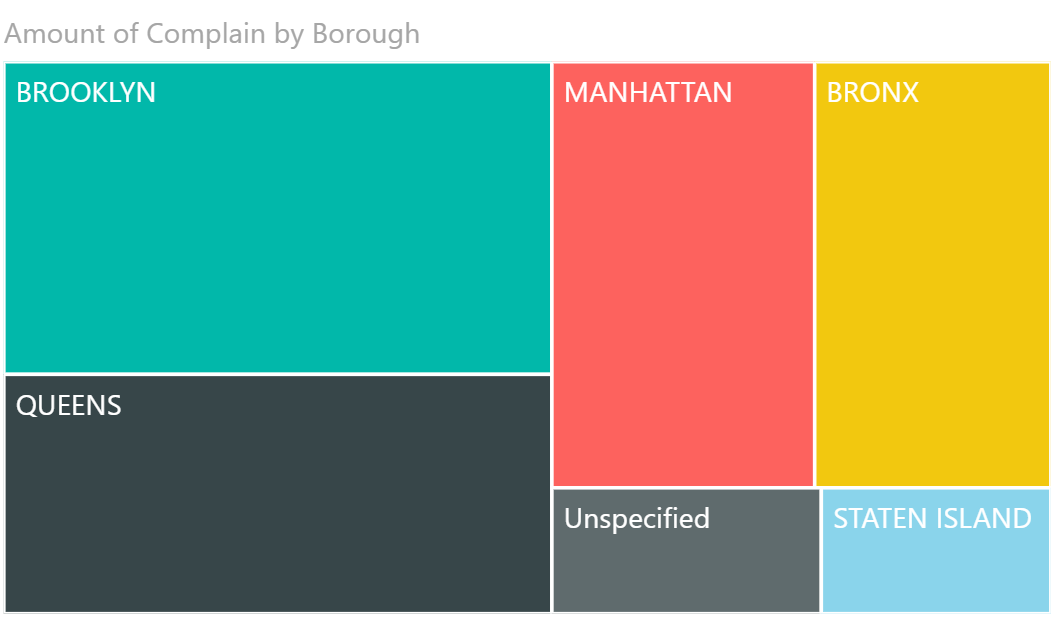 Amount of Complain by Borough
BROOKLYN
MANHATTAN
BRONX
QUEENS
Unspecified
STATEN ISLAND